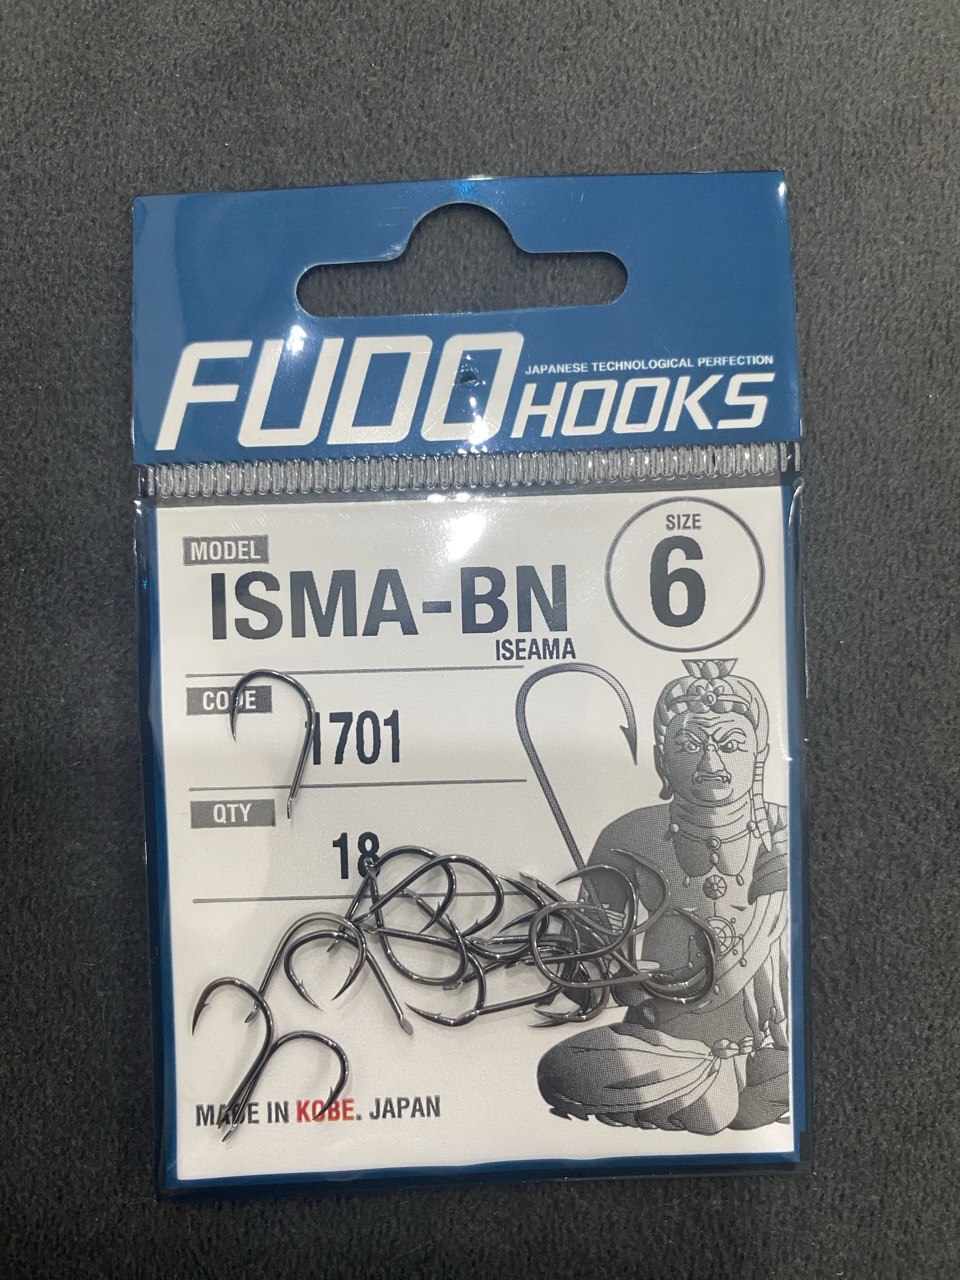 FUDO
JAPANESE TECHNOLOGICAL PERFECTION
HOOKS
MODEL
ISMA-BN
ISEAMA
SIZE
6
CODE
1701
QTY
18
MADE IN KOBE. JAPAN